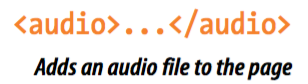 <audio>...</audio>
Adds an audio file to the page